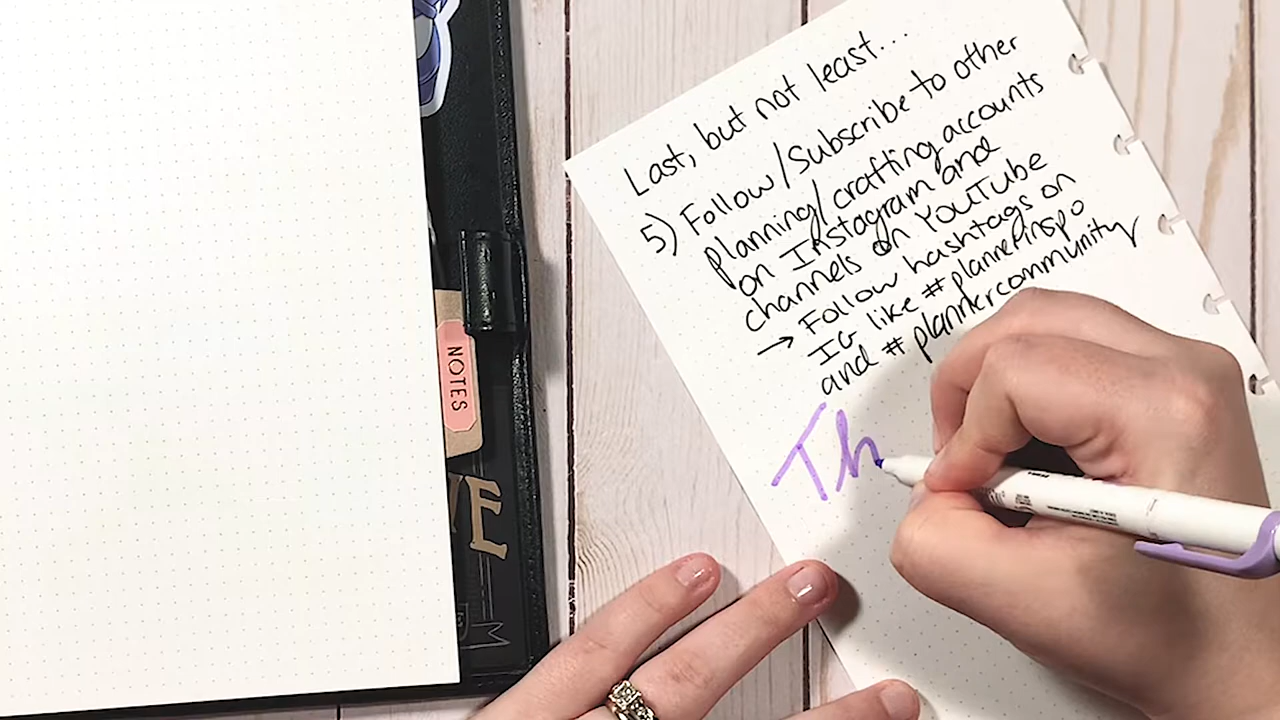 Last, but not least...
5) Follow/Subscribe to other
planning/crafting accounts
on Instagram and
channels on YouTube
→ Follow hashtags on
IG like #plannerinspo
and #plannercommunity
Th
NOTES
VE